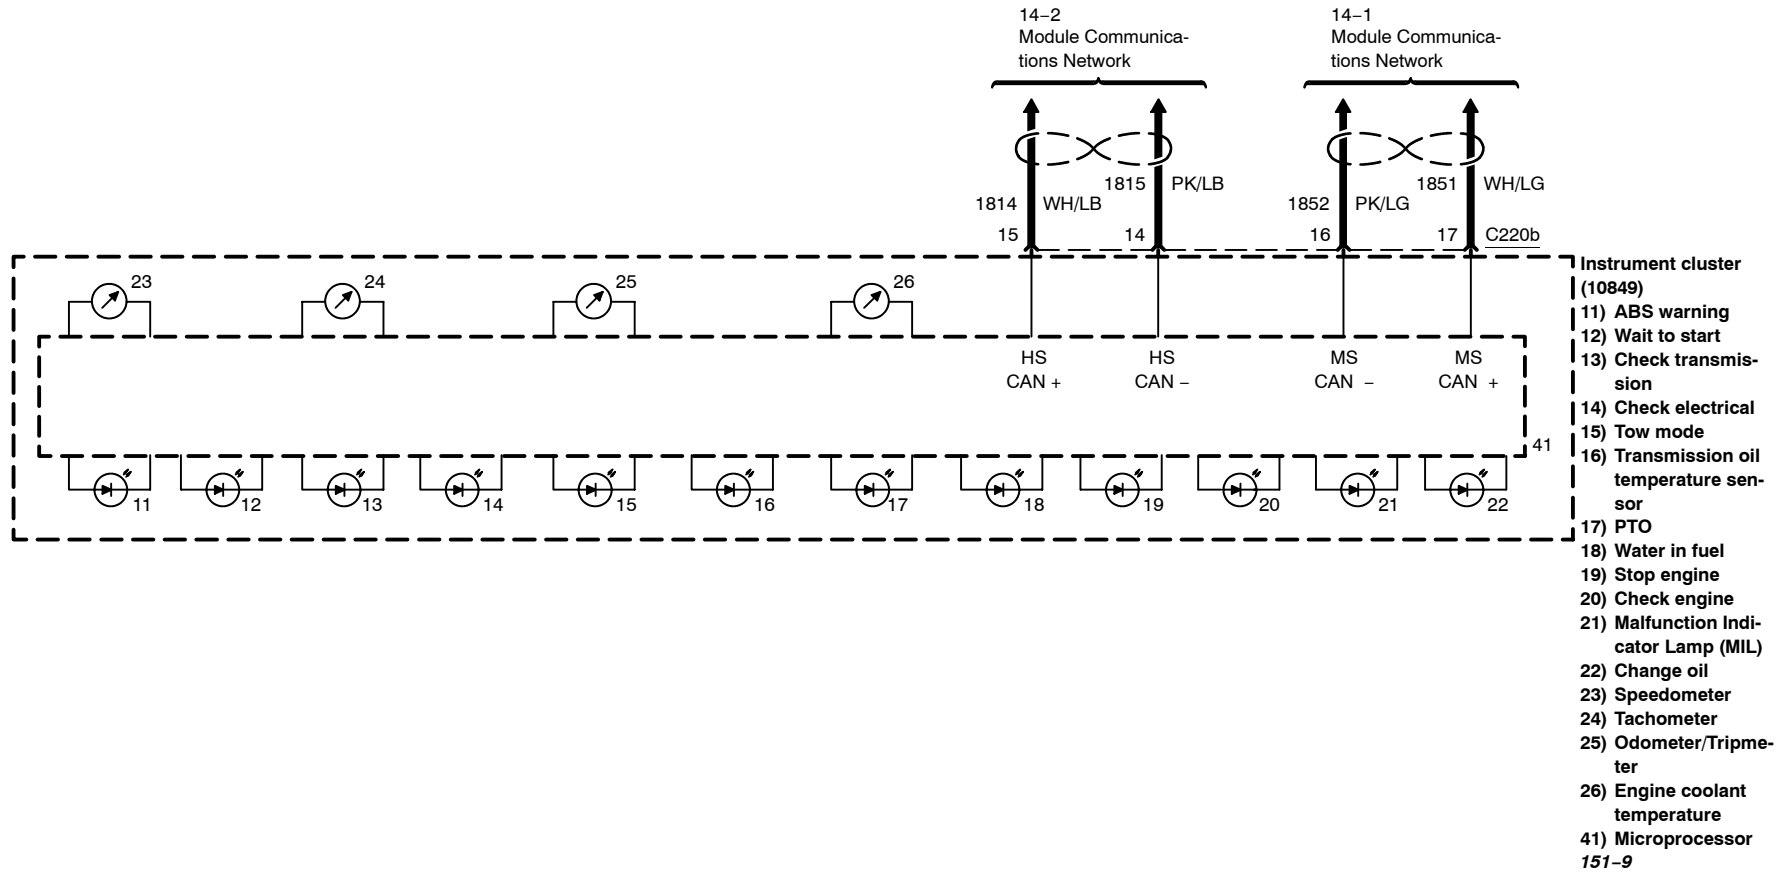 14−2
Module Communica-
tions Network
14−1
Module Communica-
tions Network
1815 PK/LB
1851 WH/LG
1814 WH/LB
1852 PK/LG
15 14 16 17 C220b
23 24 25 26
HS HS MS MS
CAN + CAN − CAN − CAN +
41
11 12 13 14 15 16 17 18 19 20 21 22
Instrument cluster
(10849)
11) ABS warning
12) Wait to start
13) Check transmis-
sion
14) Check electrical
15) Tow mode
16) Transmission oil
temperature sen-
sor
17) PTO
18) Water in fuel
19) Stop engine
20) Check engine
21) Malfunction Indi-
cator Lamp (MIL)
22) Change oil
23) Speedometer
24) Tachometer
25) Odometer/Tripme-
ter
26) Engine coolant
temperature
41) Microprocessor
151−9